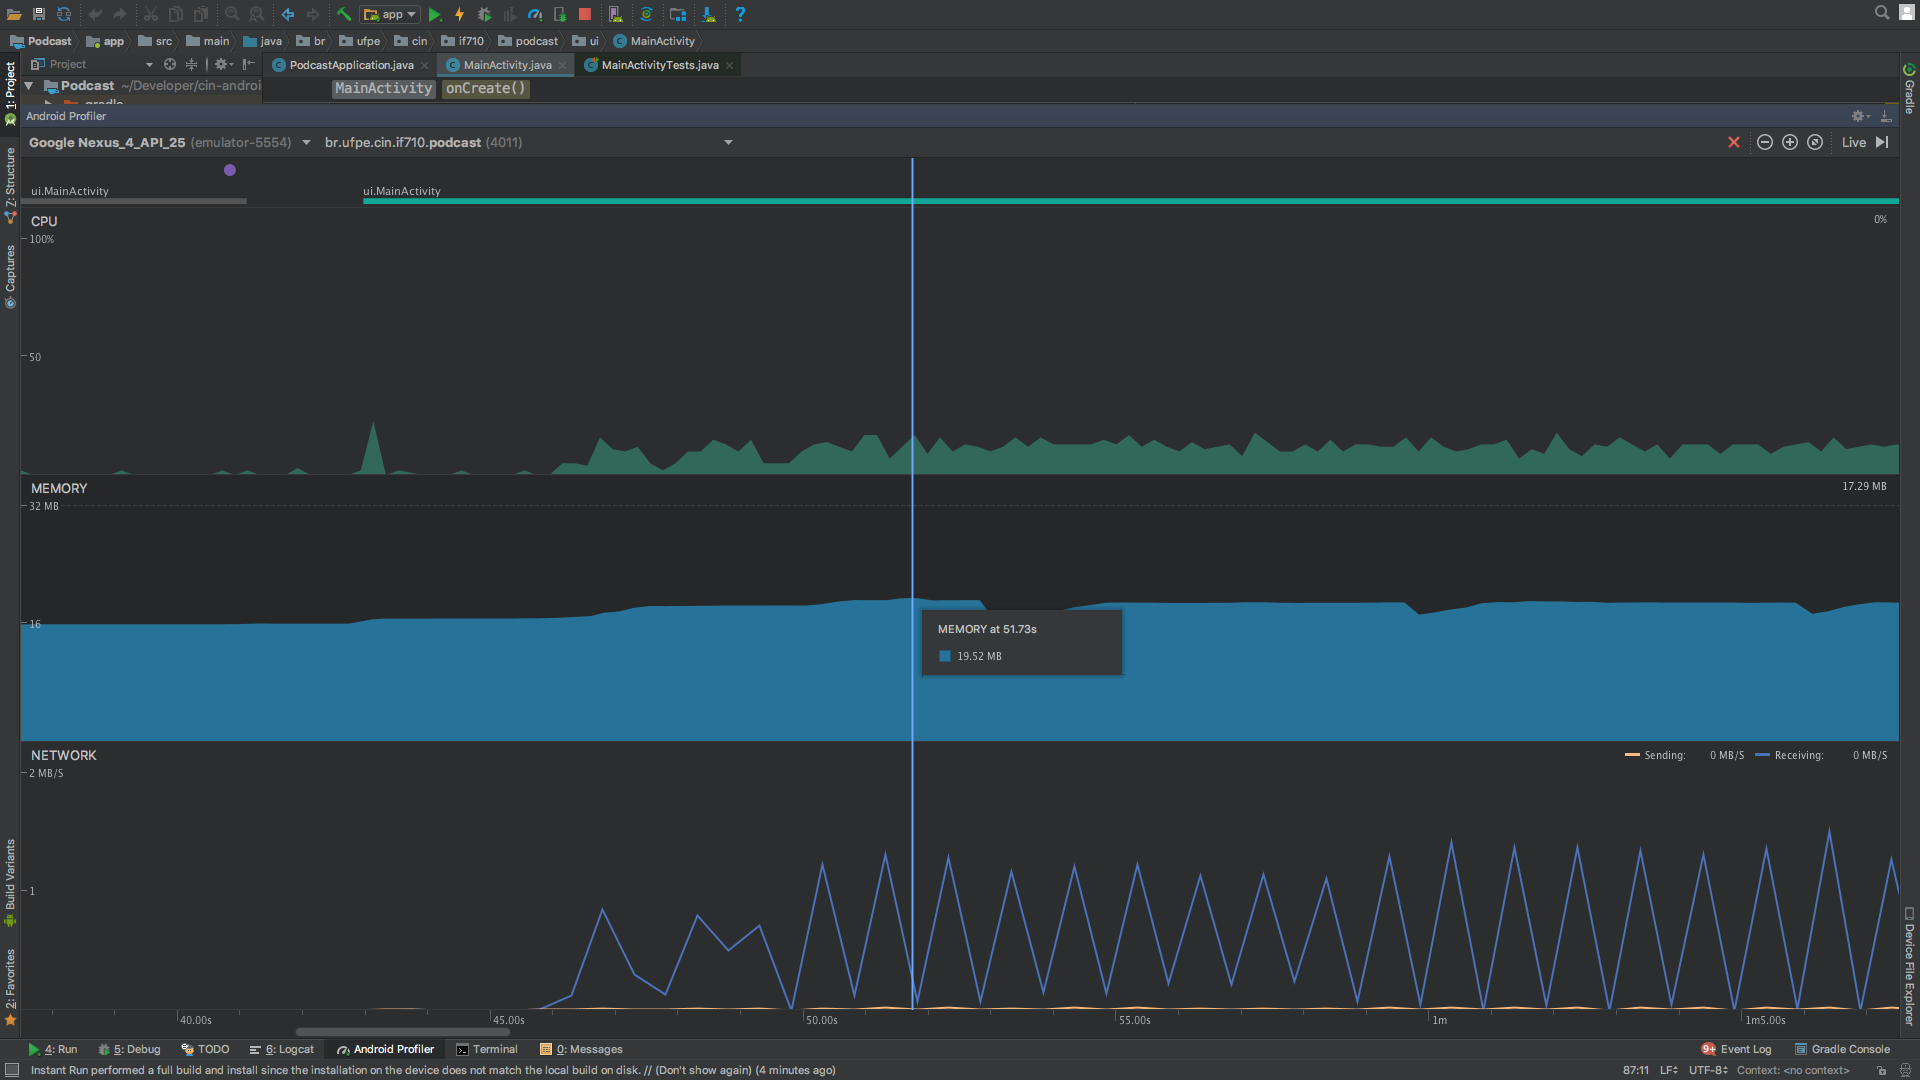 app
Podcast app src main java br ufpe cin if710 podcast ui MainActivity
Project PodcastApplication.java MainActivity.java MainActivityTests.java
Podcast ~/Developer/cin-androi
MainActivity onCreate()
gradle
Android Profiler
Google Nexus_4_API_25 (emulator-5554) br.ufpe.cin.if710.podcast (4011) Live
ui.MainActivity ui.MainActivity
CPU 0%
100%
50
MEMORY 17.29 MB
32 MB
16
MEMORY at 51.73s
19.52 MB
NETWORK Sending: 0 MB/S Receiving: 0 MB/S
2 MB/S
1
40.00s 45.00s 50.00s 55.00s 1m 1m5.00s
1: Project
Z: Structure
Captures
Build Variants
2: Favorites
Gradle
Device File Explorer
4: Run 5: Debug TODO 6: Logcat Android Profiler Terminal 0: Messages 9+ Event Log Gradle Console
Instant Run performed a full build and install since the installation on the device does not match the local build on disk. // (Don't show again) (4 minutes ago) 87:11 LF UTF-8 Context: <no context>